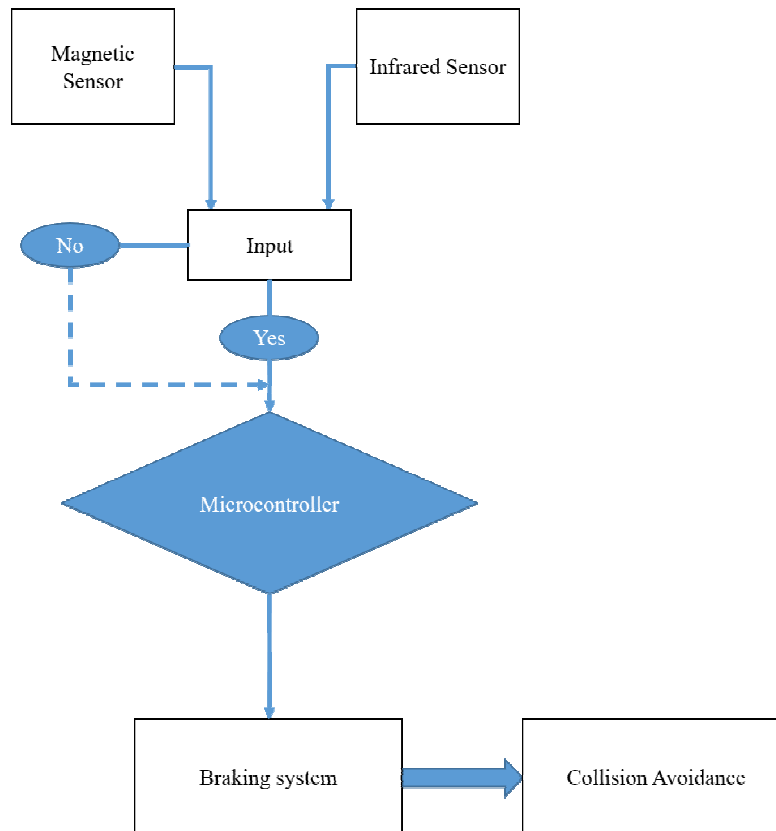 Magnetic
Sensor
Infrared Sensor
No
Input
Yes
Microcontroller
Braking system
Collision Avoidance